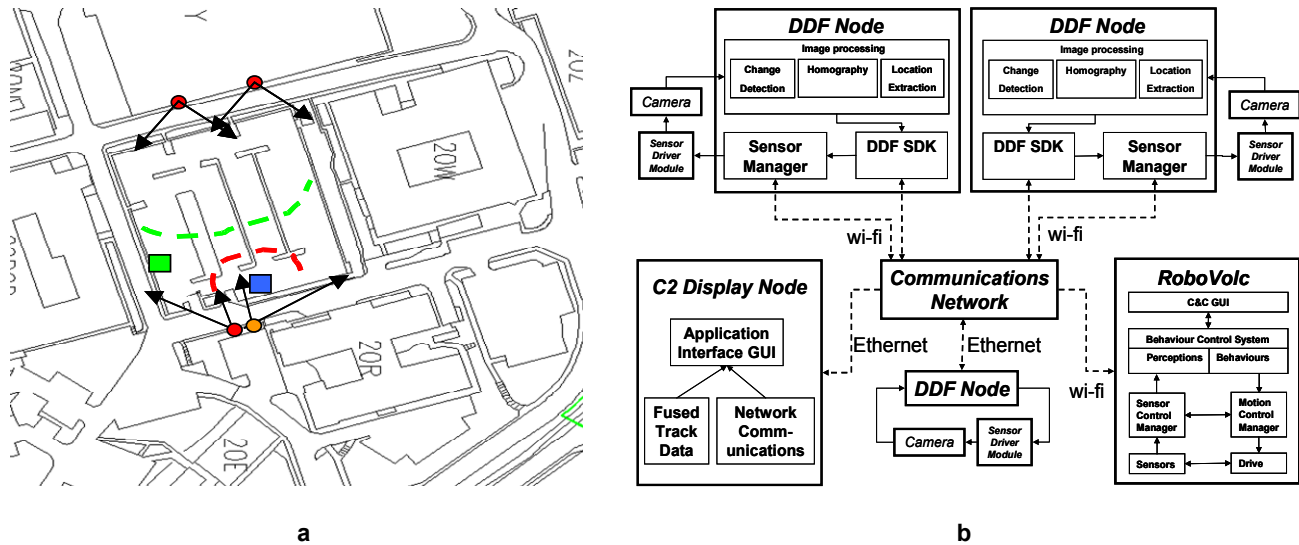 20Z
20W
20R
20E
a
DDF Node
Image processing
Change
Detection
Homography
Location
Extraction
Camera
Sensor
Driver
Module
Sensor
Manager
DDF SDK
DDF Node
Image processing
Change
Detection
Homography
Location
Extraction
Camera
DDF SDK
Sensor
Manager
Sensor
Driver
Module
wi-fi
wi-fi
C2 Display Node
Application
Interface GUI
Fused
Track
Data
Network
Comm-
unications
Communications
Network
Ethernet
Ethernet
wi-fi
DDF Node
Camera
Sensor
Driver
Module
RoboVolc
C&C GUI
Behaviour Control System
Perceptions
Behaviours
Sensor
Control
Manager
Motion
Control
Manager
Sensors
Drive
b